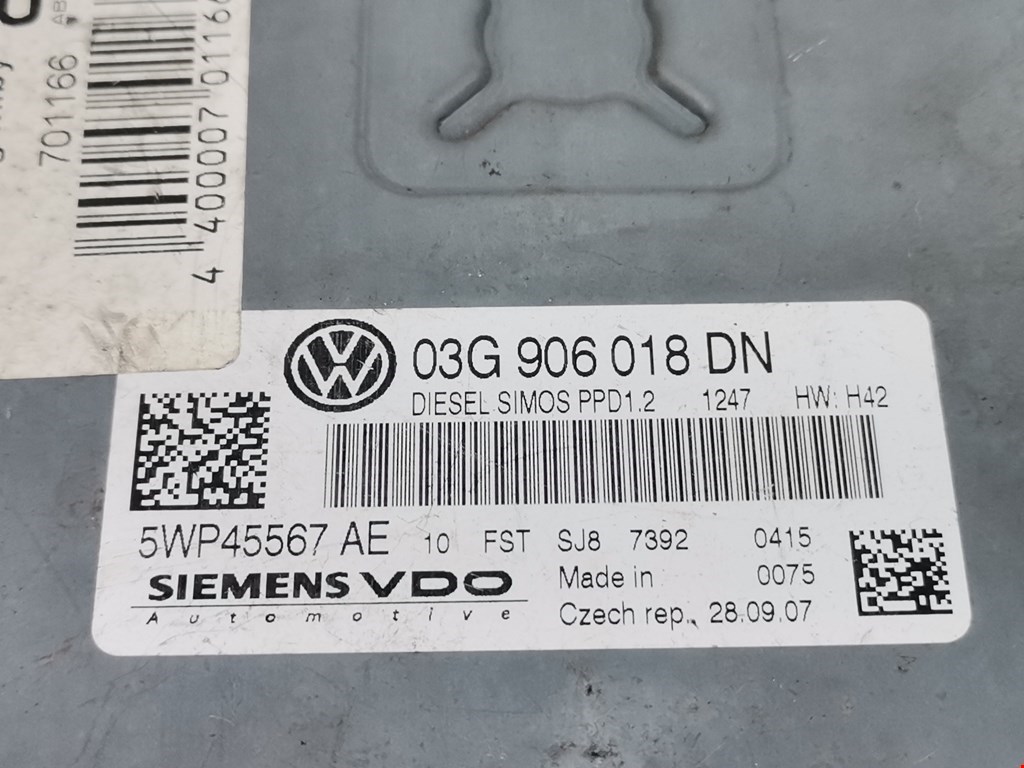 701166
4 400007 01166
03G 906 018 DN
DIESEL SIMOS PPD1.2 1247 HW: H42
5WP45567 AE 10 FST SJ8 7392 0415
SIEMENS VDO Made in 0075
Automotive Czech rep., 28.09.07